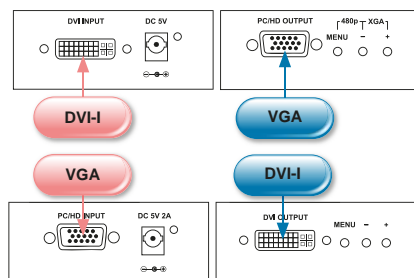 DVI INPUT DC 5V
PC/HD OUTPUT 480p XGA
MENU − +
DVI-I VGA
VGA DVI-I
PC/HD INPUT DC 5V 2A
DVI OUTPUT MENU − +